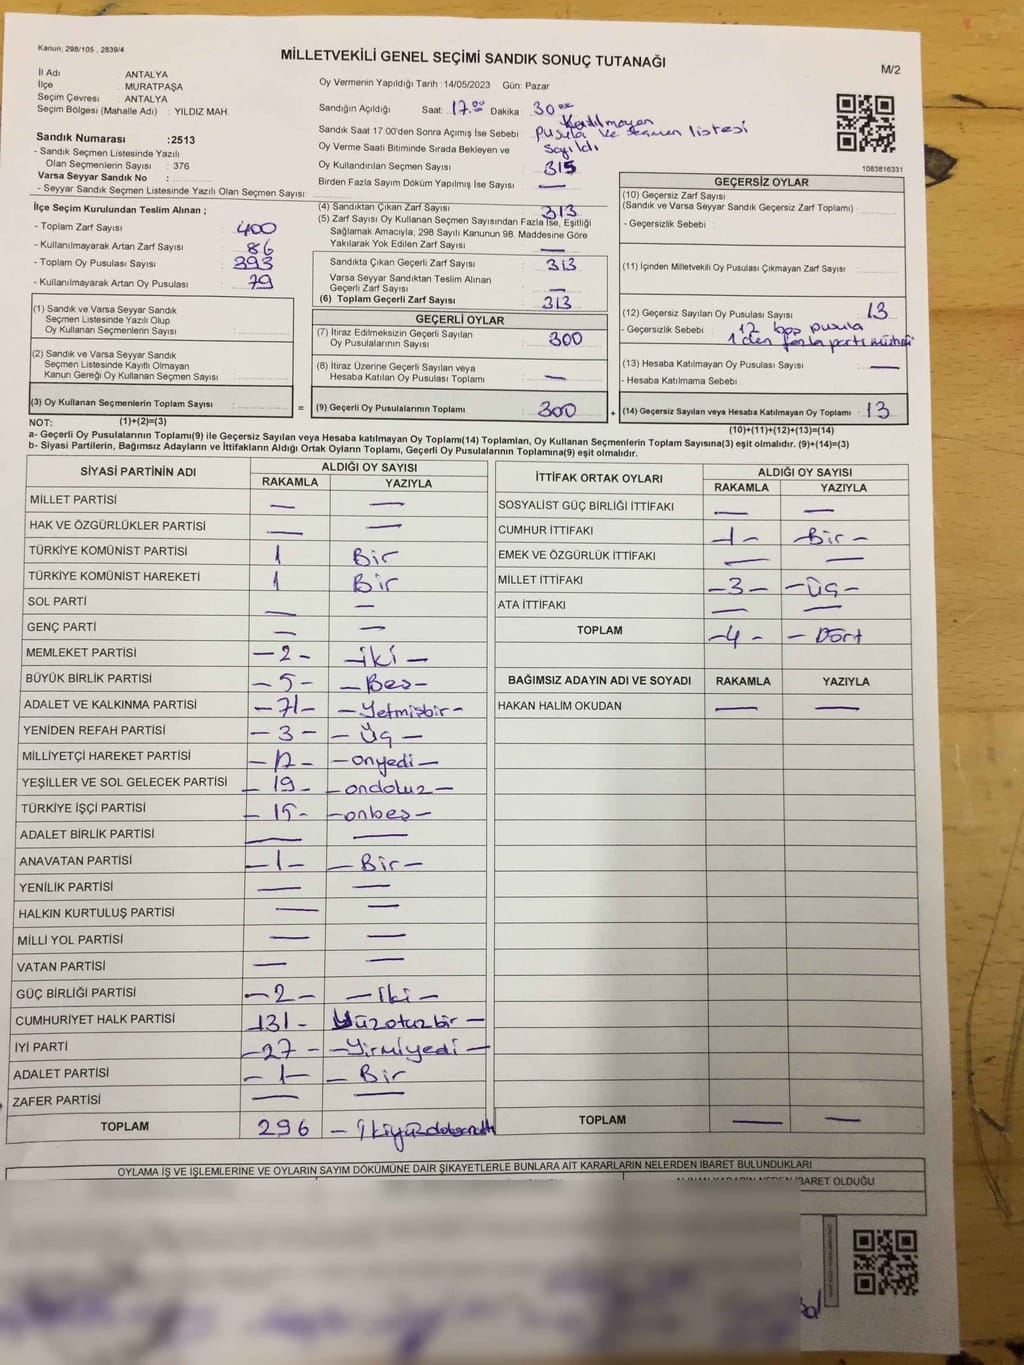 Kanun, 298/105 , 2839/4
MİLLETVEKİLİ GENEL SEÇİMİ SANDIK SONUÇ TUTANAĞI
M/2
İl Adı : ANTALYA
İlçe : MURATPAŞA
Seçim Çevresi : ANTALYA
Seçim Bölgesi (Mahalle Adı) : YILDIZ MAH.
Sandık Numarası :2513
- Sandık Seçmen Listesinde Yazılı
Olan Seçmenlerin Sayısı : 376
Varsa Seyyar Sandık No :
- Seyyar Sandık Seçmen Listesinde Yazılı Olan Seçmen Sayısı:
Oy Vermenin Yapıldığı Tarih : 14/05/2023 Gün: Pazar
Sandığın Açıldığı Saat: 17.00 Dakika : 30
Sandık Saat 17:00'den Sonra Açımış İse Sebebi : Katılmayan
pusula ve seçmen listesi
sayıldı
Oy Verme Saati Bitiminde Sırada Bekleyen ve
Oy Kullandırılan Seçmen Sayısı : 315
Birden Fazla Sayım Döküm Yapılmış İse Sayısı : —
1083816331
İlçe Seçim Kurulundan Teslim Alınan ;
- Toplam Zarf Sayısı : 400
- Kullanılmayarak Artan Zarf Sayısı : 86
- Toplam Oy Pusulası Sayısı : 393
- Kullanılmayarak Artan Oy Pusulası : 79
(1) Sandık ve Varsa Seyyar Sandık
Seçmen Listesinde Yazılı Olup
Oy Kullanan Seçmenlerin Sayısı :
(2) Sandık ve Varsa Seyyar Sandık
Seçmen Listesinde Kayıtlı Olmayan
Kanun Gereği Oy Kullanan Seçmen Sayısı :
(3) Oy Kullanan Seçmenlerin Toplam Sayısı :
(4) Sandıktan Çıkan Zarf Sayısı : 313
(5) Zarf Sayısı Oy Kullanan Seçmen Sayısından Fazla İse, Eşitliği
Sağlamak Amacıyla, 298 Sayılı Kanunun 98. Maddesine Göre
Yakılarak Yok Edilen Zarf Sayısı : —
Sandıkta Çıkan Geçerli Zarf Sayısı : 313
Varsa Seyyar Sandıktan Teslim Alınan
Geçerli Zarf Sayısı : —
(6) Toplam Geçerli Zarf Sayısı : 313
GEÇERLİ OYLAR
(7) İtiraz Edilmeksizin Geçerli Sayılan
Oy Pusulalarının Sayısı : 300
(8) İtiraz Üzerine Geçerli Sayılan veya
Hesaba Katılan Oy Pusulası Toplamı : —
= (9) Geçerli Oy Pusulalarının Toplamı : 300 +
GEÇERSİZ OYLAR
(10) Geçersiz Zarf Sayısı
(Sandık ve Varsa Seyyar Sandık Geçersiz Zarf Toplamı) :
- Geçersizlik Sebebi :
(11) İçinden Milletvekili Oy Pusulası Çıkmayan Zarf Sayısı :
(12) Geçersiz Sayılan Oy Pusulası Sayısı : 13
- Geçersizlik Sebebi : 12 boş pusula
1'den fazla parti mührü
(13) Hesaba Katılmayan Oy Pusulası Sayısı : —
- Hesaba Katılmama Sebebi :
(14) Geçersiz Sayılan veya Hesaba Katılmayan Oy Toplamı : 13
NOT: (1)+(2)=(3)
(10)+(11)+(12)+(13)=(14)
a- Geçerli Oy Pusulalarının Toplamı(9) ile Geçersiz Sayılan veya Hesaba katılmayan Oy Toplamı(14) Toplamları, Oy Kullanan Seçmenlerin Toplam Sayısına(3) eşit olmalıdır. (9)+(14)=(3)
b- Siyasi Partilerin, Bağımsız Adayların ve İttifakların Aldığı Ortak Oyların Toplamı, Geçerli Oy Pusulalarının Toplamına(9) eşit olmalıdır.
SİYASİ PARTİNİN ADI ALDIĞI OY SAYISI
RAKAMLA YAZIYLA
MİLLET PARTİSİ — —
HAK VE ÖZGÜRLÜKLER PARTİSİ — —
TÜRKİYE KOMÜNİST PARTİSİ 1 Bir
TÜRKİYE KOMÜNİST HAREKETİ 1 Bir
SOL PARTİ — —
GENÇ PARTİ — —
MEMLEKET PARTİSİ -2- -iki-
BÜYÜK BİRLİK PARTİSİ -5- -Beş-
ADALET VE KALKINMA PARTİSİ -71- -Yetmişbir-
YENİDEN REFAH PARTİSİ -3- -Üç-
MİLLİYETÇİ HAREKET PARTİSİ -17- -onyedi-
YEŞİLLER VE SOL GELECEK PARTİSİ -19- -ondokuz-
TÜRKİYE İŞÇİ PARTİSİ -15- -onbeş-
ADALET BİRLİK PARTİSİ — —
ANAVATAN PARTİSİ -1- -Bir-
YENİLİK PARTİSİ — —
HALKIN KURTULUŞ PARTİSİ — —
MİLLİ YOL PARTİSİ — —
VATAN PARTİSİ — —
GÜÇ BİRLİĞİ PARTİSİ -2- -iki-
CUMHURİYET HALK PARTİSİ 131- Yüzotuzbir-
İYİ PARTİ -27- -Yirmiyedi-
ADALET PARTİSİ -1- -Bir
ZAFER PARTİSİ — —
TOPLAM 296 -ikiyüzdoksanaltı
İTTİFAK ORTAK OYLARI ALDIĞI OY SAYISI
RAKAMLA YAZIYLA
SOSYALİST GÜÇ BİRLİĞİ İTTİFAKI — —
CUMHUR İTTİFAKI -1- -Bir-
EMEK VE ÖZGÜRLÜK İTTİFAKI — —
MİLLET İTTİFAKI -3- -Üç-
ATA İTTİFAKI — —
TOPLAM -4- -Dört
BAĞIMSIZ ADAYIN ADI VE SOYADI RAKAMLA YAZIYLA
HAKAN HALİM OKUDAN — —
TOPLAM — —
OYLAMA İŞ VE İŞLEMLERİNE VE OYLARIN SAYIM DÖKÜMÜNE DAİR ŞİKAYETLERLE BUNLARA AİT KARARLARIN NELERDEN İBARET BULUNDUKLARI
ALINAN KARARIN NEDEN İBARET OLDUĞU